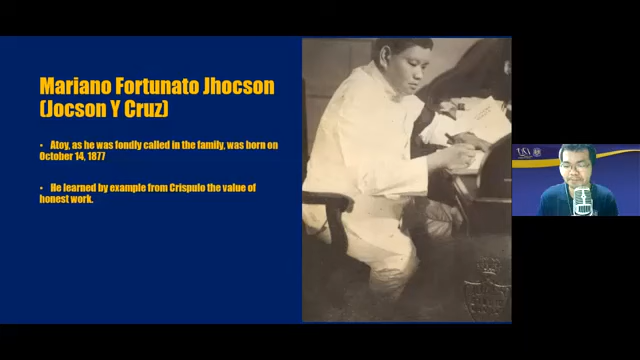 Mariano Fortunato Jhocson
(Jocson Y Cruz)
• Atoy, as he was fondly called in the family, was born on
October 14, 1877
• He learned by example from Crispulo the value of
honest work.